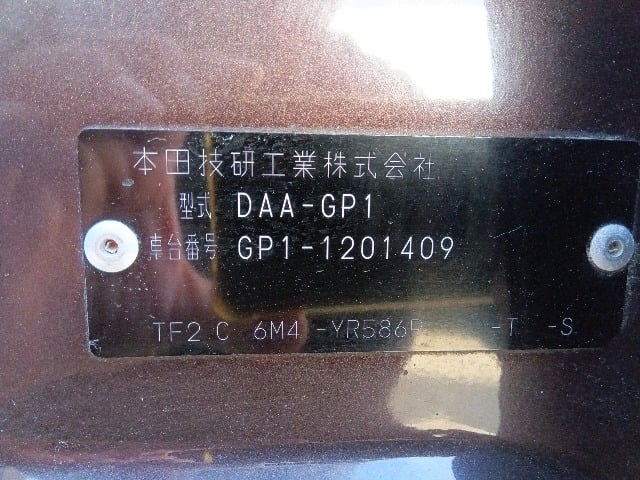 本田技研工業株式会社
型式 DAA-GP1
車台番号 GP1-1201409
TF2 C 6M4 -YR586P -T -S